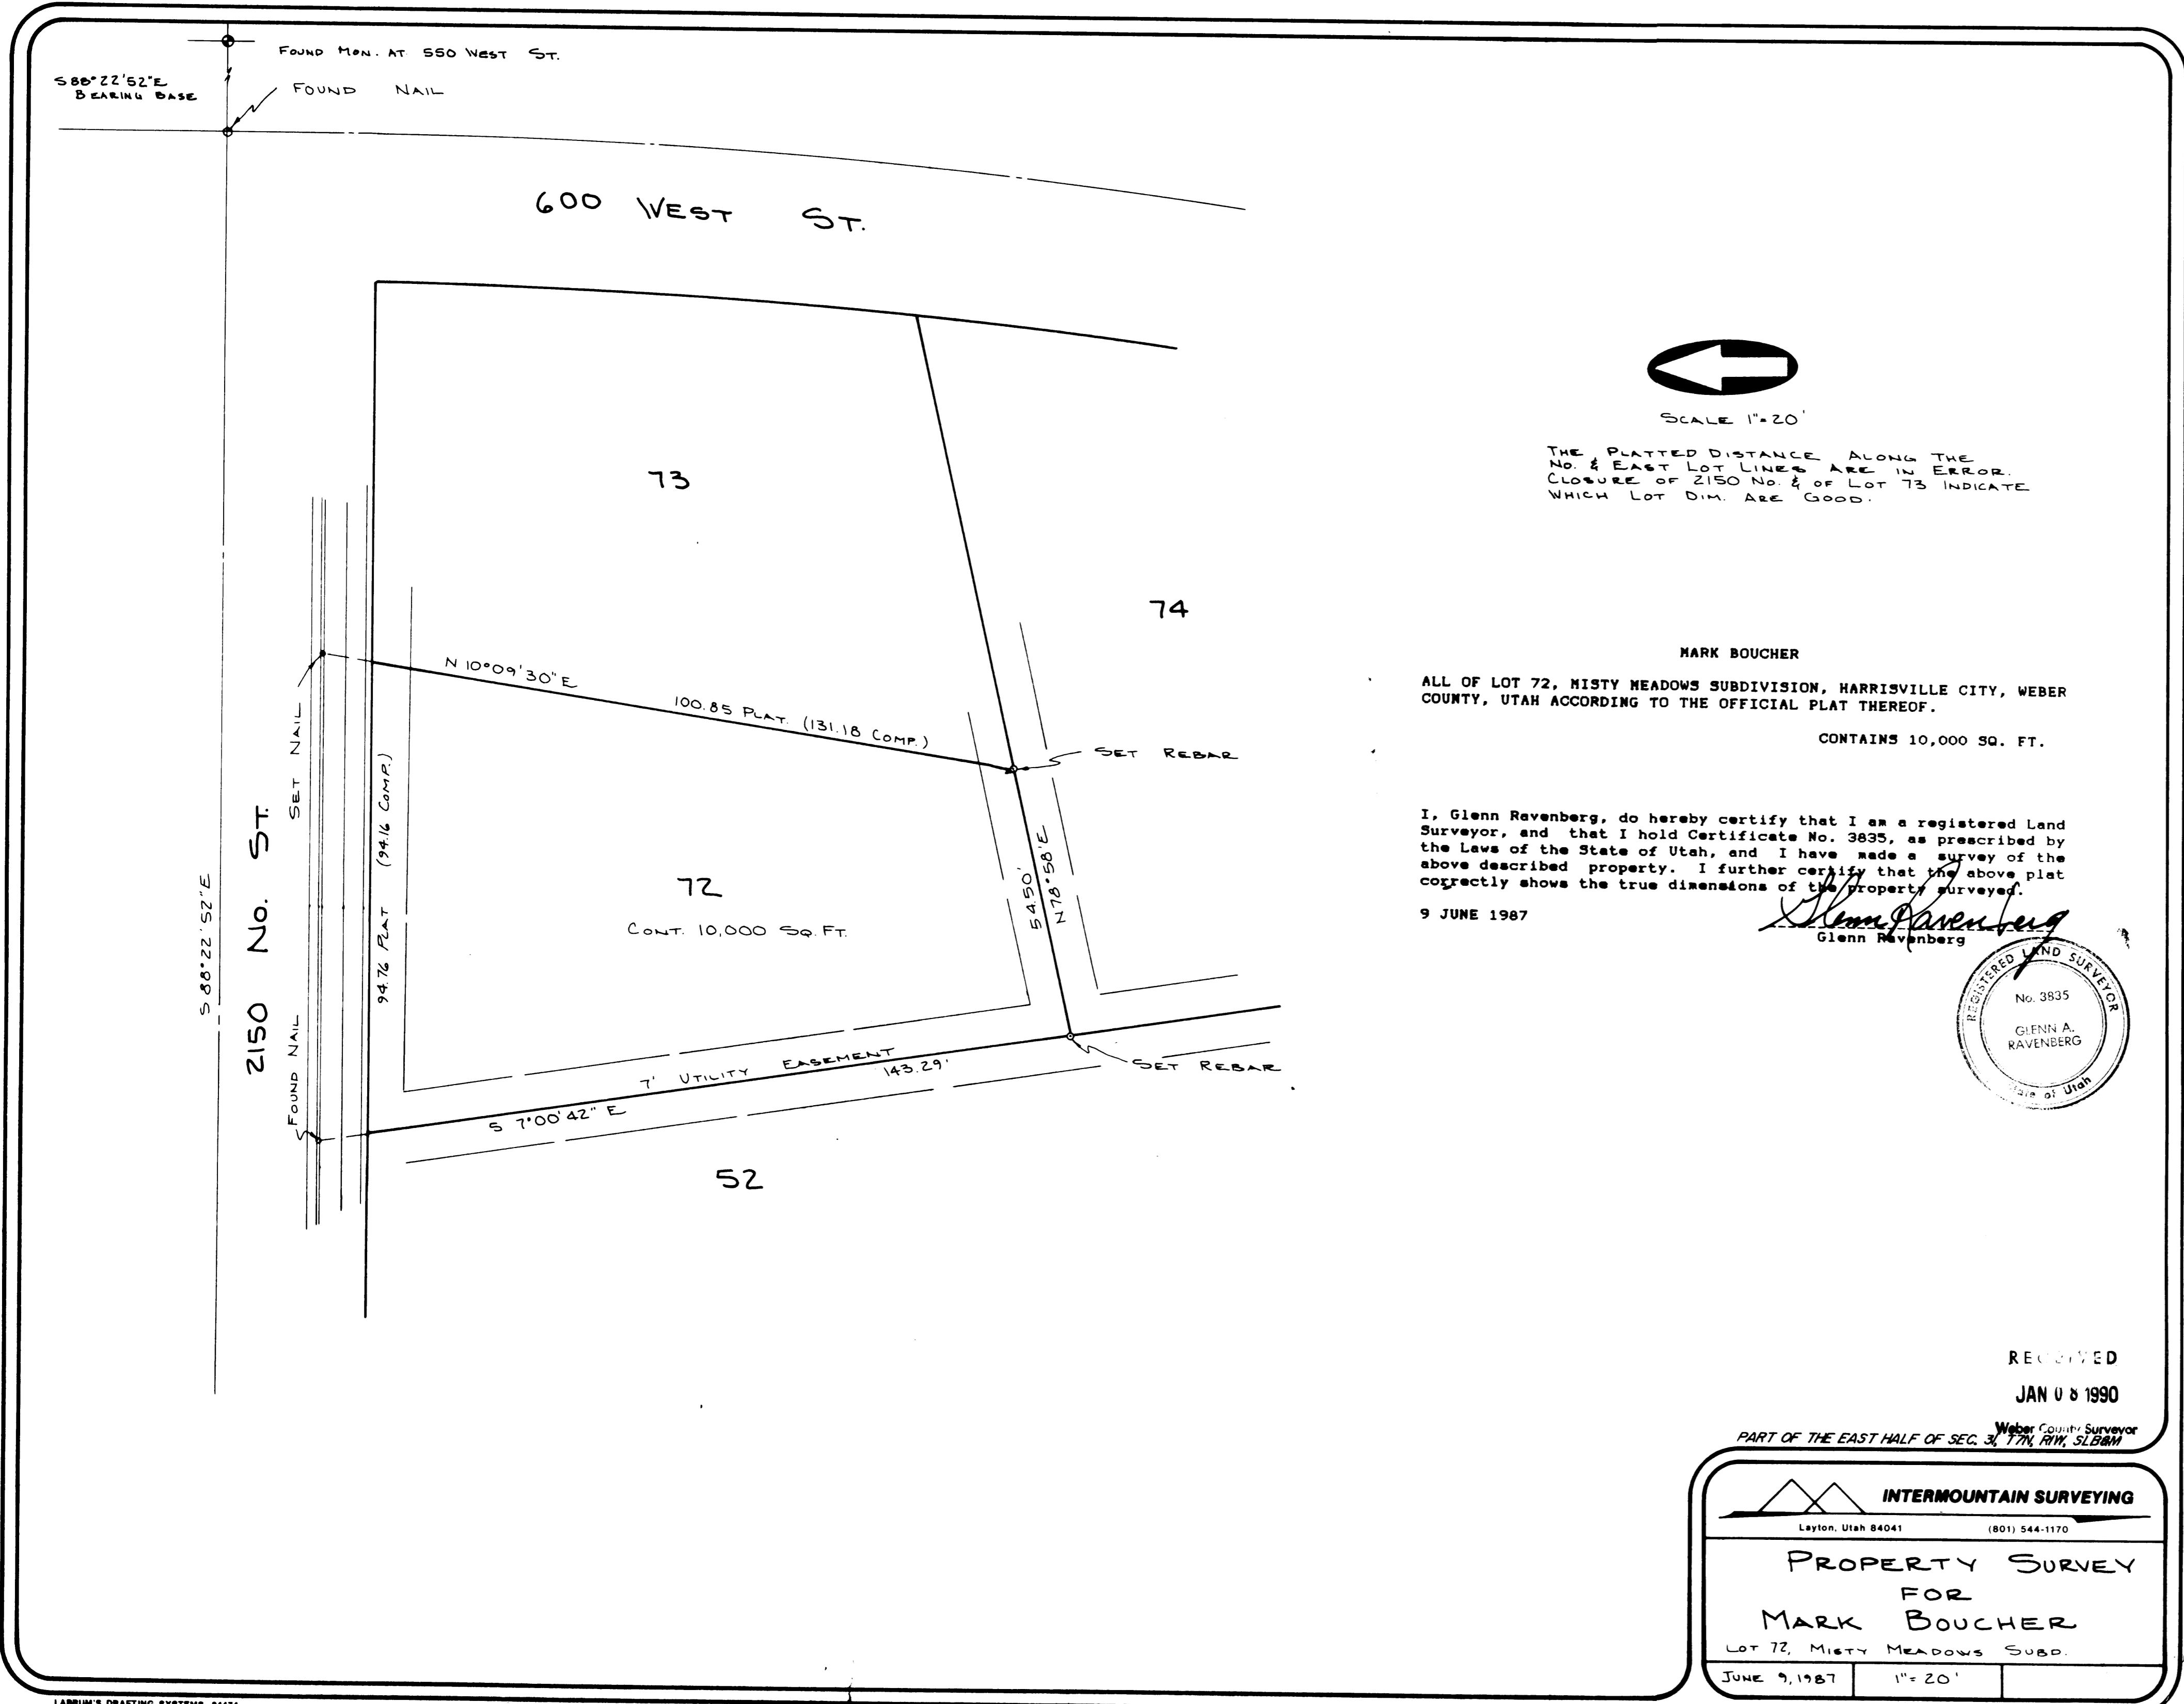 FOUND MON. AT 550 WEST ST.
S 88°22'52"E
BEARING BASE
FOUND NAIL
600 WEST ST.
SCALE 1"=20'
THE PLATTED DISTANCE ALONG THE
NO. & EAST LOT LINES ARE IN ERROR.
CLOSURE OF 2150 NO. & OF LOT 73 INDICATE
WHICH LOT DIM. ARE GOOD.
73
74
N 10°09'30"E
100.85 PLAT. (131.18 COMP.)
SET REBAR
SET NAIL
94.76 PLAT (94.16 COMP.)
S 88°22'52"E
2150 NO. ST.
FOUND NAIL
72
CONT. 10,000 SQ. FT.
54.50'
N 78°58'E
7' UTILITY EASEMENT
143.29'
S 7°00'42" E
SET REBAR
52
MARK BOUCHER
ALL OF LOT 72, MISTY MEADOWS SUBDIVISION, HARRISVILLE CITY, WEBER
COUNTY, UTAH ACCORDING TO THE OFFICIAL PLAT THEREOF.
CONTAINS 10,000 SQ. FT.
I, Glenn Ravenberg, do hereby certify that I am a registered Land
Surveyor, and that I hold Certificate No. 3835, as prescribed by
the Laws of the State of Utah, and I have made a survey of the
above described property. I further certify that the above plat
correctly shows the true dimensions of the property surveyed.
9 JUNE 1987
Glenn Ravenberg
Glenn Ravenberg
REGISTERED LAND SURVEYOR
No. 3835
GLENN A.
RAVENBERG
State of Utah
RECEIVED
JAN 08 1990
Weber County Surveyor
PART OF THE EAST HALF OF SEC. 31, T7N, R1W, SLB&M
INTERMOUNTAIN SURVEYING
Layton, Utah 84041 (801) 544-1170
PROPERTY SURVEY
FOR
MARK BOUCHER
LOT 72, MISTY MEADOWS SUBD.
JUNE 9, 1987 1"= 20'